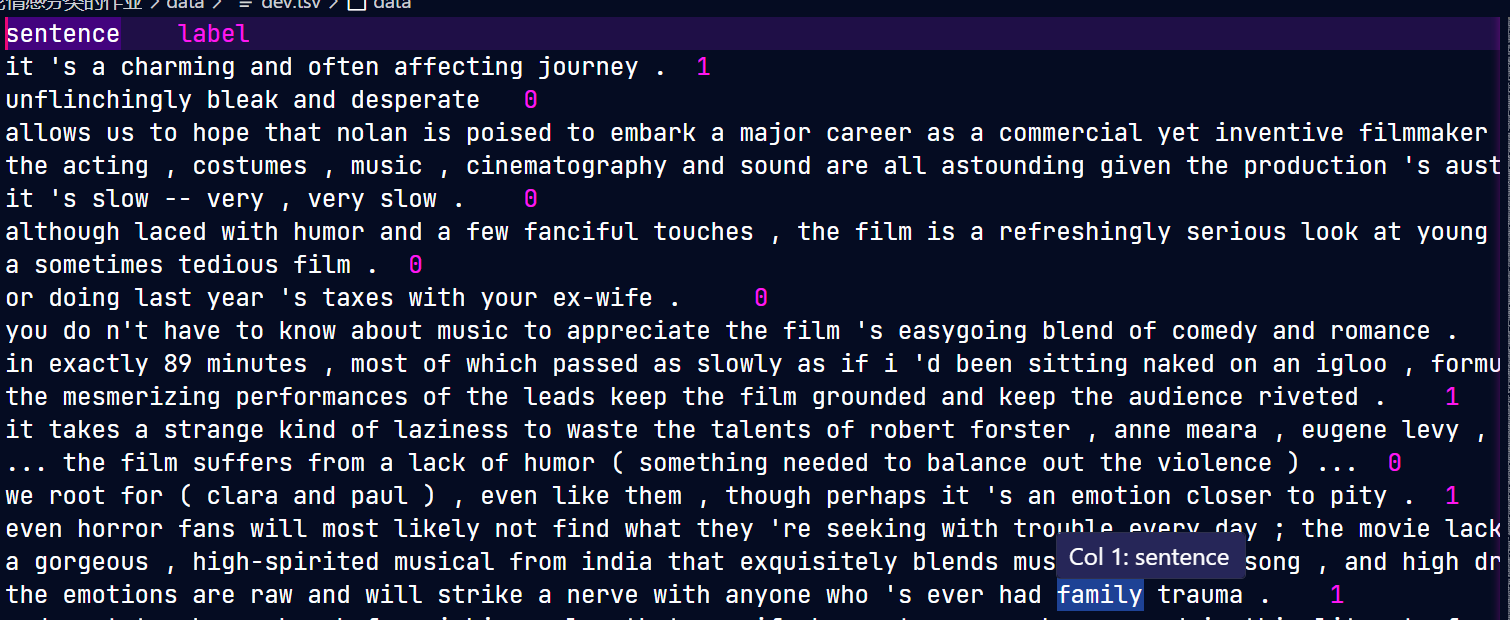 情感分类的作业 > data > dev.tsv > data
sentence	label
it 's a charming and often affecting journey .	1
unflinchingly bleak and desperate	0
allows us to hope that nolan is poised to embark a major career as a commercial yet inventive filmmaker
the acting , costumes , music , cinematography and sound are all astounding given the production 's aust
it 's slow -- very , very slow .	0
although laced with humor and a few fanciful touches , the film is a refreshingly serious look at young
a sometimes tedious film .	0
or doing last year 's taxes with your ex-wife .	0
you do n't have to know about music to appreciate the film 's easygoing blend of comedy and romance .
in exactly 89 minutes , most of which passed as slowly as if i 'd been sitting naked on an igloo , formu
the mesmerizing performances of the leads keep the film grounded and keep the audience riveted .	1
it takes a strange kind of laziness to waste the talents of robert forster , anne meara , eugene levy ,
... the film suffers from a lack of humor ( something needed to balance out the violence ) ...	0
we root for ( clara and paul ) , even like them , though perhaps it 's an emotion closer to pity .	1
even horror fans will most likely not find what they 're seeking with trouble every day ; the movie lack
a gorgeous , high-spirited musical from india that exquisitely blends mus song , and high dr
Col 1: sentence
the emotions are raw and will strike a nerve with anyone who 's ever had family trauma .	1